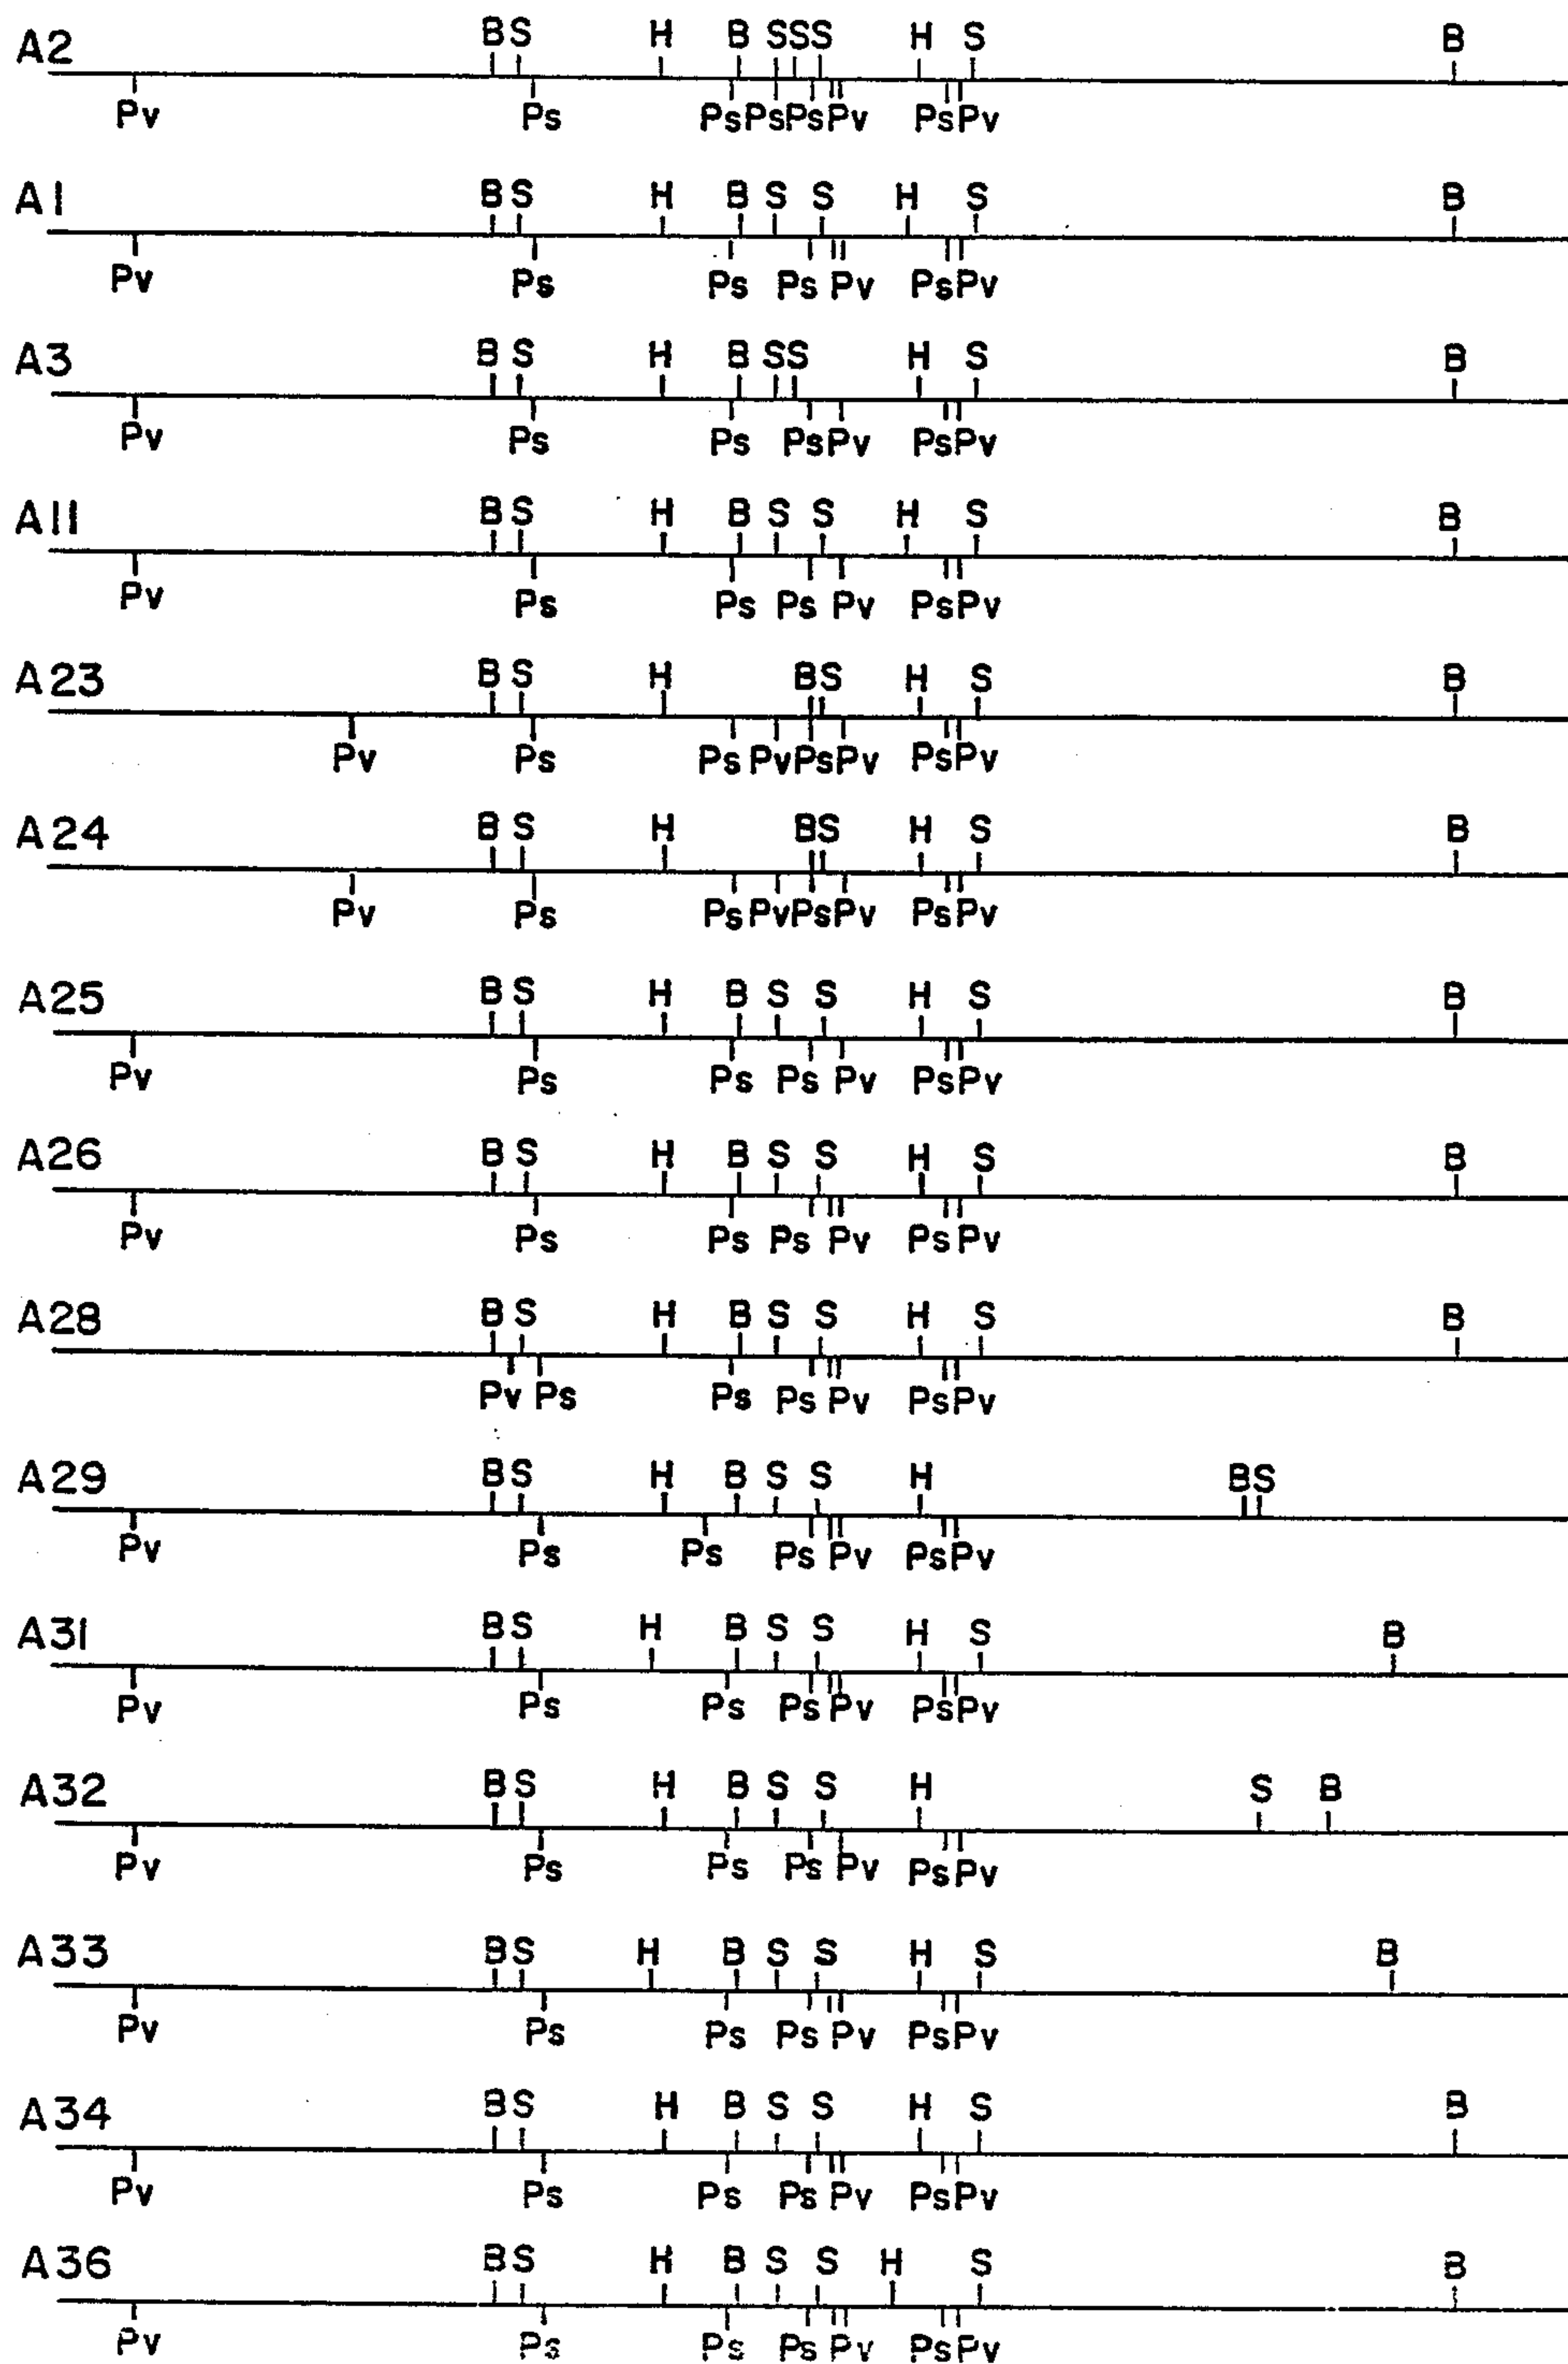 A2 B S H B S S S H S B
Pv Ps Ps Ps Ps Pv Ps Pv
A1 B S H B S S H S B
Pv Ps Ps Ps Pv Ps Pv
A3 B S H B S S H S B
Pv Ps Ps Ps Pv Ps Pv
A11 B S H B S S H S B
Pv Ps Ps Ps Pv Ps Pv
A23 B S H B S H S B
Pv Ps Ps Pv Ps Pv Ps Pv
A24 B S H B S H S B
Pv Ps Ps Pv Ps Pv Ps Pv
A25 B S H B S S H S B
Pv Ps Ps Ps Pv Ps Pv
A26 B S H B S S H S B
Pv Ps Ps Ps Pv Ps Pv
A28 B S H B S S H S B
Pv Ps Ps Ps Pv Ps Pv
A29 B S H B S S H B S
Pv Ps Ps Ps Pv Ps Pv
A31 B S H B S S H S B
Pv Ps Ps Ps Pv Ps Pv
A32 B S H B S S H S B
Pv Ps Ps Ps Pv Ps Pv
A33 B S H B S S H S B
Pv Ps Ps Ps Pv Ps Pv
A34 B S H B S S H S B
Pv Ps Ps Ps Pv Ps Pv
A36 B S H B S S H S B
Pv Ps Ps Ps Pv Ps Pv